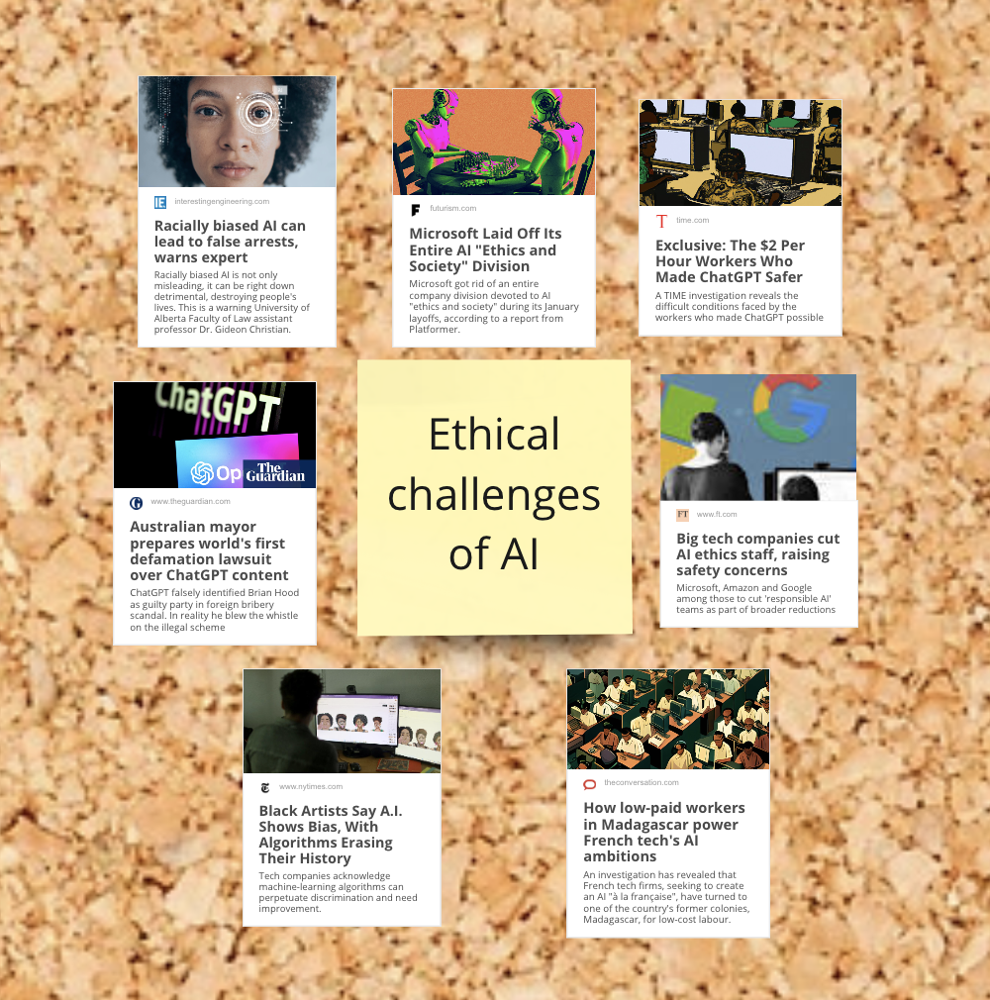 interestingengineering.com
Racially biased AI can
lead to false arrests,
warns expert
Racially biased AI is not only
misleading, it can be right down
detrimental, destroying people's
lives. This is a warning University of
Alberta Faculty of Law assistant
professor Dr. Gideon Christian.
futurism.com
Microsoft Laid Off Its
Entire AI "Ethics and
Society" Division
Microsoft got rid of an entire
company division devoted to AI
"ethics and society" during its January
layoffs, according to a report from
Platformer.
T time.com
Exclusive: The $2 Per
Hour Workers Who
Made ChatGPT Safer
A TIME investigation reveals the
difficult conditions faced by the
workers who made ChatGPT possible
ChatGPT
Op
The
Guardian
www.theguardian.com
Australian mayor
prepares world's first
defamation lawsuit
over ChatGPT content
ChatGPT falsely identified Brian Hood
as guilty party in foreign bribery
scandal. In reality he blew the whistle
on the illegal scheme
Ethical
challenges
of AI
FT www.ft.com
Big tech companies cut
AI ethics staff, raising
safety concerns
Microsoft, Amazon and Google
among those to cut 'responsible AI'
teams as part of broader reductions
www.nytimes.com
Black Artists Say A.I.
Shows Bias, With
Algorithms Erasing
Their History
Tech companies acknowledge
machine-learning algorithms can
perpetuate discrimination and need
improvement.
theconversation.com
How low-paid workers
in Madagascar power
French tech's AI
ambitions
An investigation has revealed that
French tech firms, seeking to create
an AI "à la française", have turned to
one of the country's former colonies,
Madagascar, for low-cost labour.